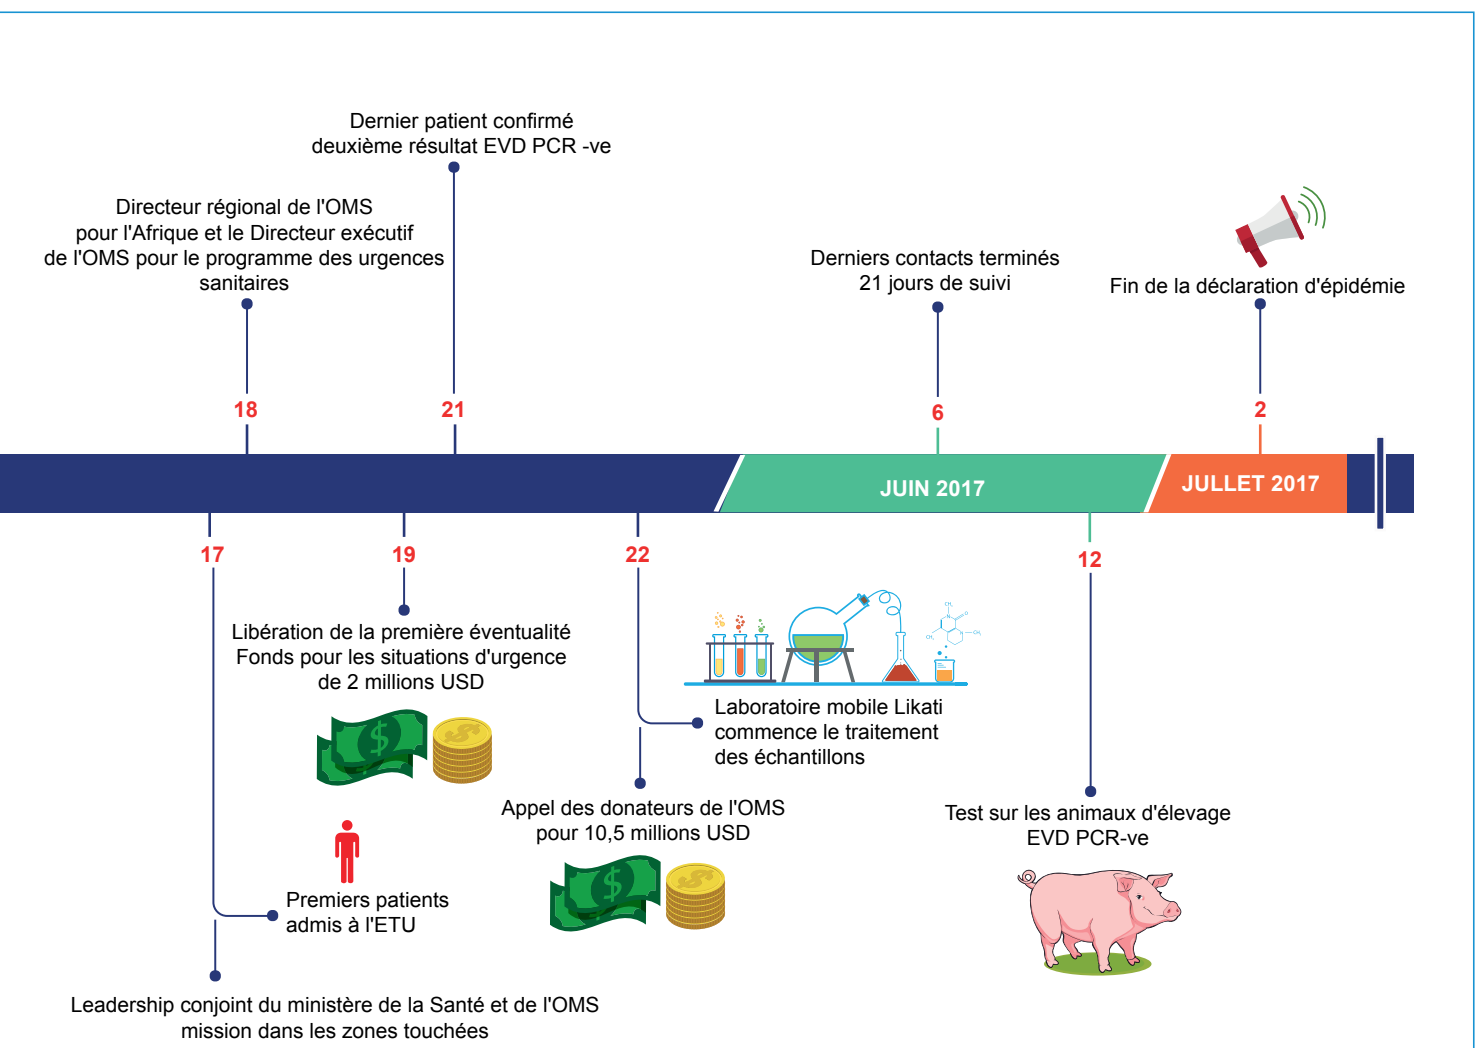 Dernier patient confirmé
deuxième résultat EVD PCR -ve
Directeur régional de l'OMS
pour l'Afrique et le Directeur exécutif
de l'OMS pour le programme des urgences
sanitaires
Derniers contacts terminés
21 jours de suivi
Fin de la déclaration d'épidémie
18
21
6
2
JUIN 2017
JULLET 2017
17
19
22
12
Libération de la première éventualité
Fonds pour les situations d'urgence
de 2 millions USD
Laboratoire mobile Likati
commence le traitement
des échantillons
Appel des donateurs de l'OMS
pour 10,5 millions USD
Test sur les animaux d'élevage
EVD PCR-ve
Premiers patients
admis à l'ETU
Leadership conjoint du ministère de la Santé et de l'OMS
mission dans les zones touchées